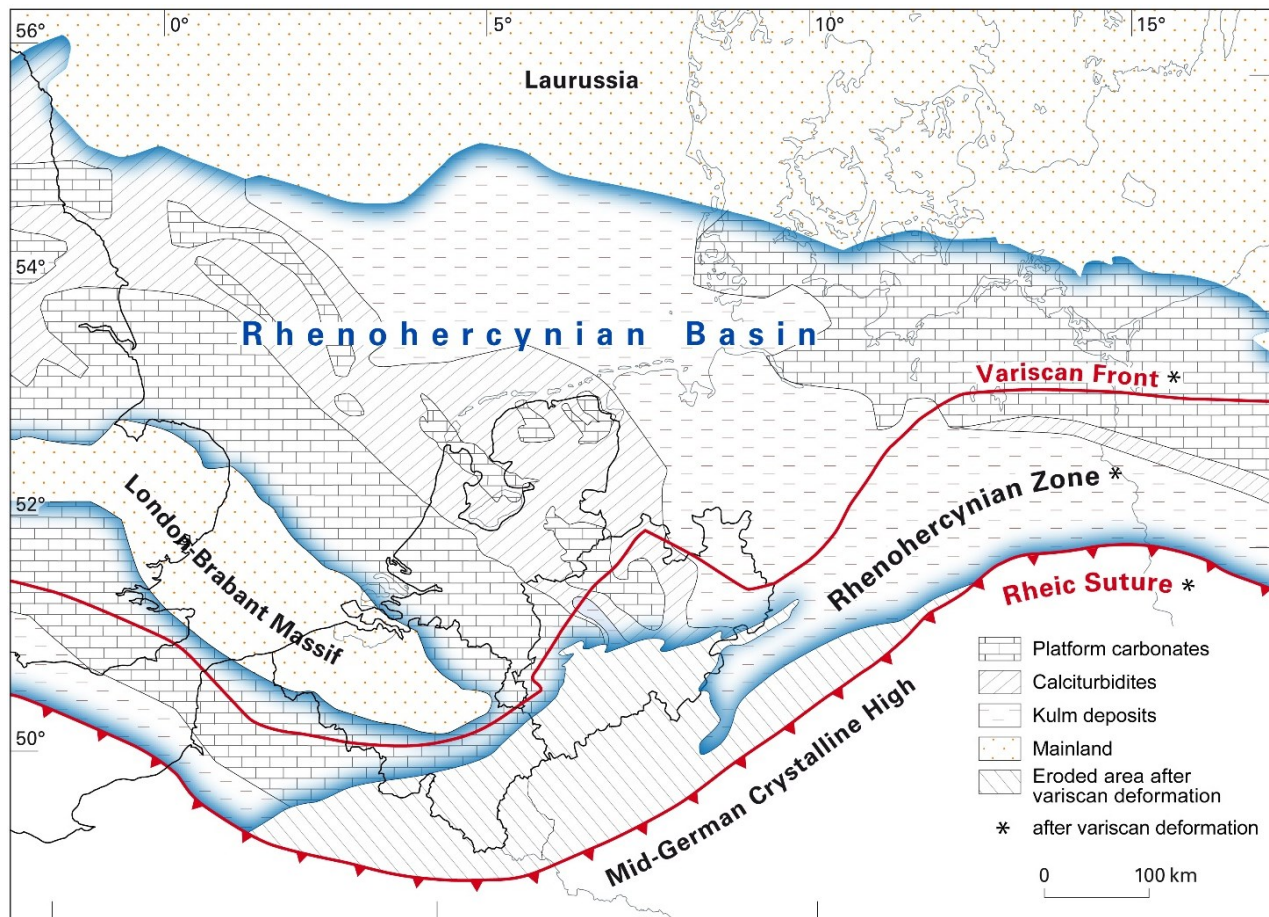 0°
5°
10°
15°
56°
Laurussia
54°
Rhenohercynian Basin
Variscan Front *
52°
London-Brabant Massif
Rhenohercynian Zone *
Rheic Suture *
50°
Mid-German Crystalline High
Platform carbonates
Calciturbidites
Kulm deposits
Mainland
Eroded area after
variscan deformation
* after variscan deformation
0 100 km